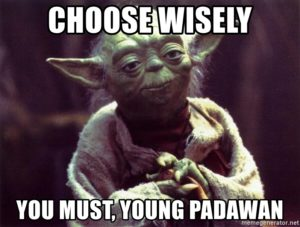 CHOOSE WISELY
YOU MUST, YOUNG PADAWAN
memegenerator.net